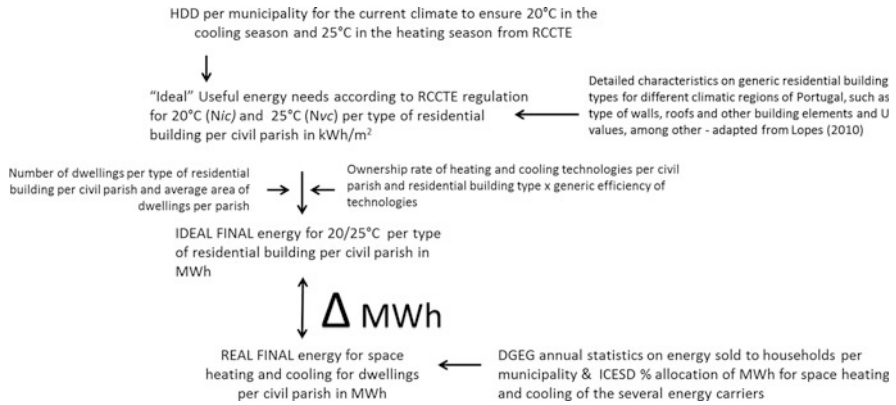 HDD per municipality for the current climate to ensure 20°C in the
cooling season and 25°C in the heating season from RCCTE
"Ideal" Useful energy needs according to RCCTE regulation
for 20°C (Nic) and 25°C (Nvc) per type of residential
building per civil parish in kWh/m²
Detailed characteristics on generic residential building
types for different climatic regions of Portugal, such as
type of walls, roofs and other building elements and U
values, among other - adapted from Lopes (2010)
Number of dwellings per type of residential
building per civil parish and average area of
dwellings per parish
Ownership rate of heating and cooling technologies per civil
parish and residential building type x generic efficiency of
technologies
IDEAL FINAL energy for 20/25°C per type
of residential building per civil parish in
MWh
Δ MWh
REAL FINAL energy for space
heating and cooling for dwellings
per civil parish in MWh
DGEG annual statistics on energy sold to households per
municipality & ICESD % allocation of MWh for space heating
and cooling of the several energy carriers